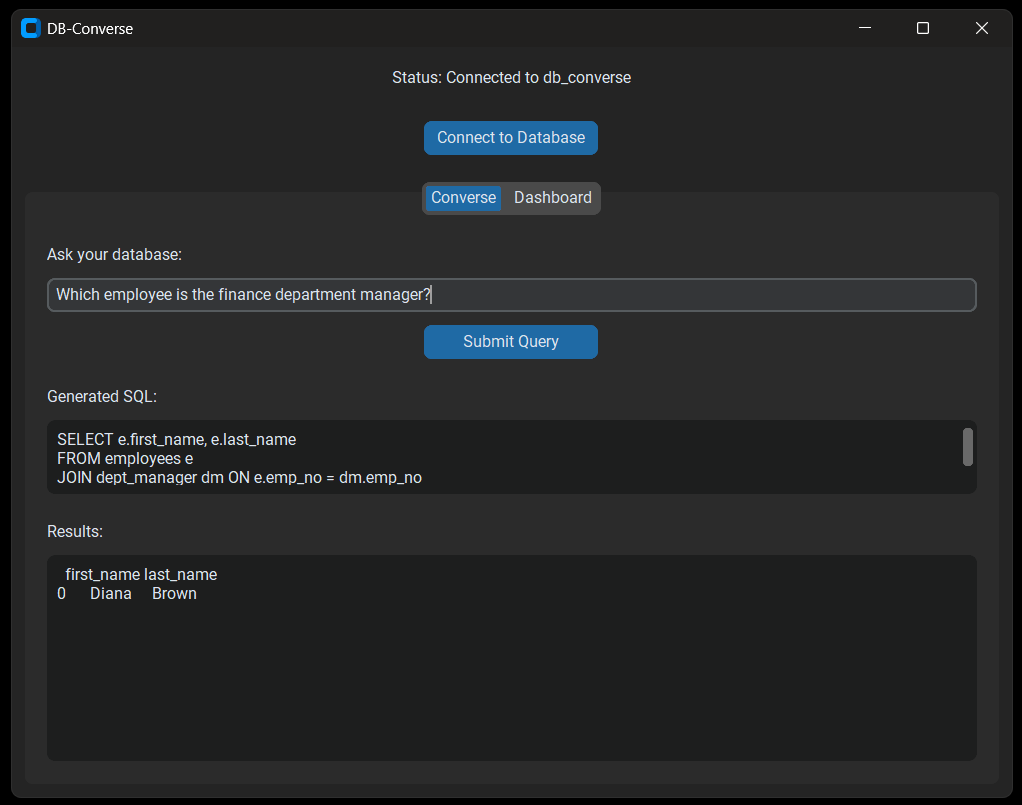 DB-Converse
Status: Connected to db_converse
Connect to Database
Converse Dashboard
Ask your database:
Which employee is the finance department manager?
Submit Query
Generated SQL:
SELECT e.first_name, e.last_name
FROM employees e
JOIN dept_manager dm ON e.emp_no = dm.emp_no
Results:
first_name last_name
0 Diana Brown